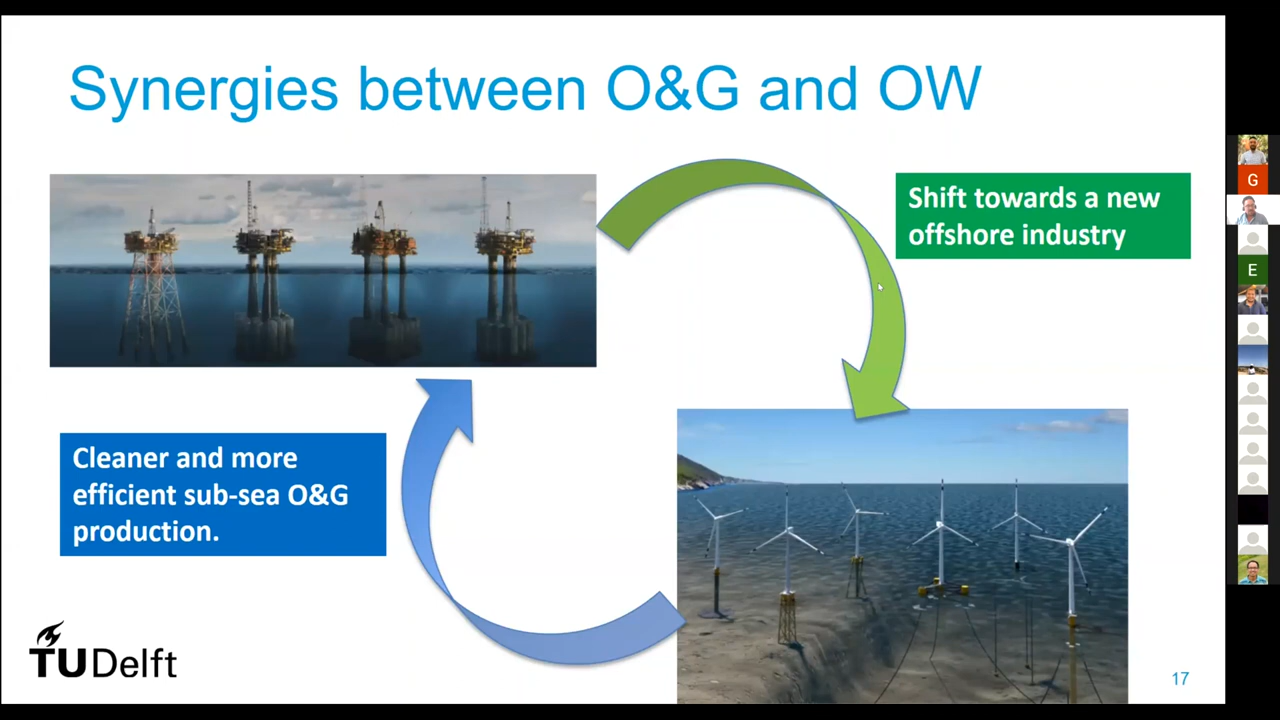 Synergies between O&G and OW
Shift towards a new
offshore industry
Cleaner and more
efficient sub-sea O&G
production.
TUDelft
17
G
E